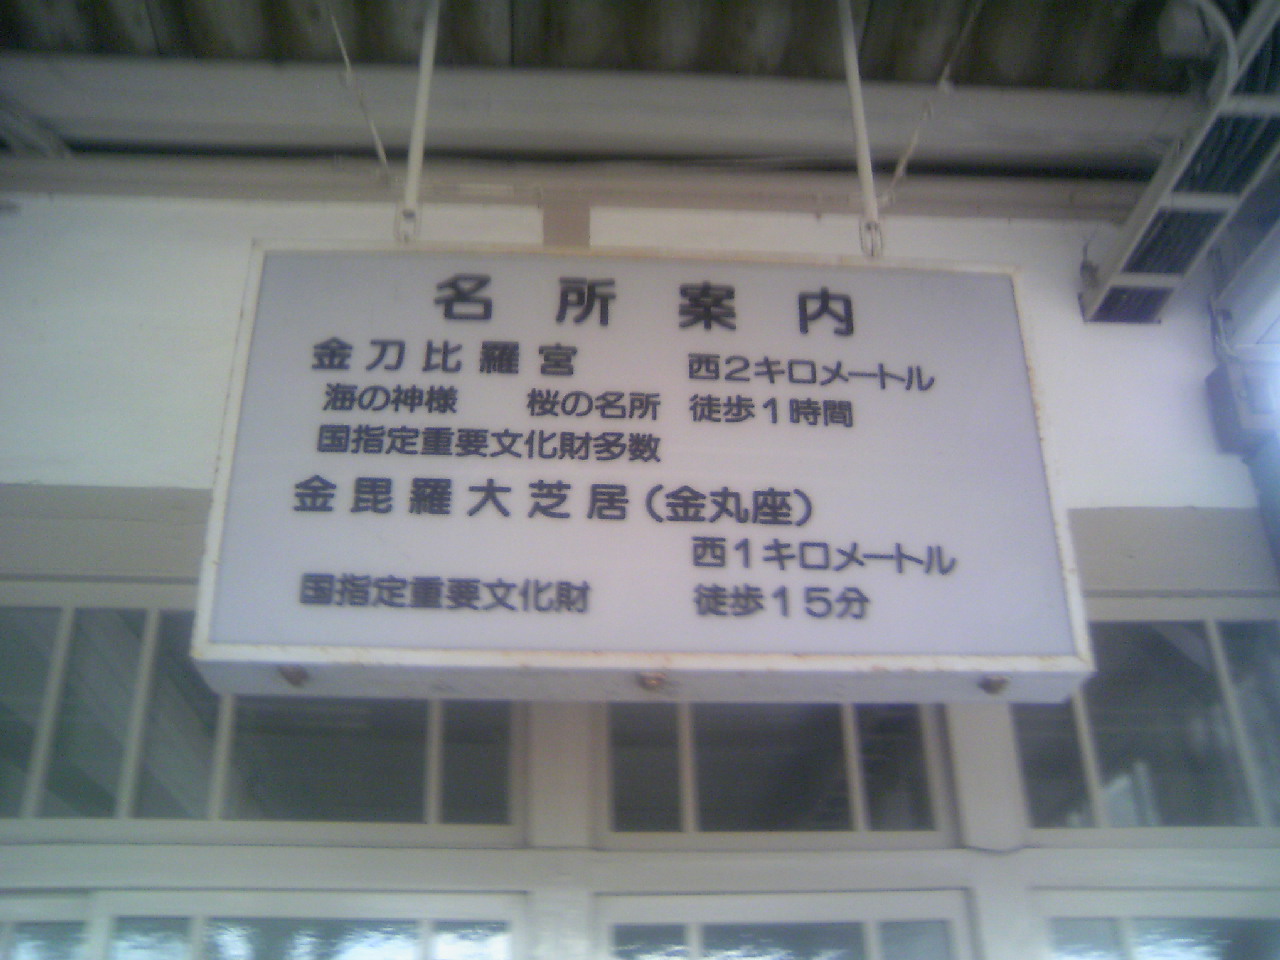 名所案内
金刀比羅宮 西2キロメートル
海の神様 桜の名所 徒歩1時間
国指定重要文化財多数
金毘羅大芝居(金丸座)
西1キロメートル
国指定重要文化財 徒歩15分